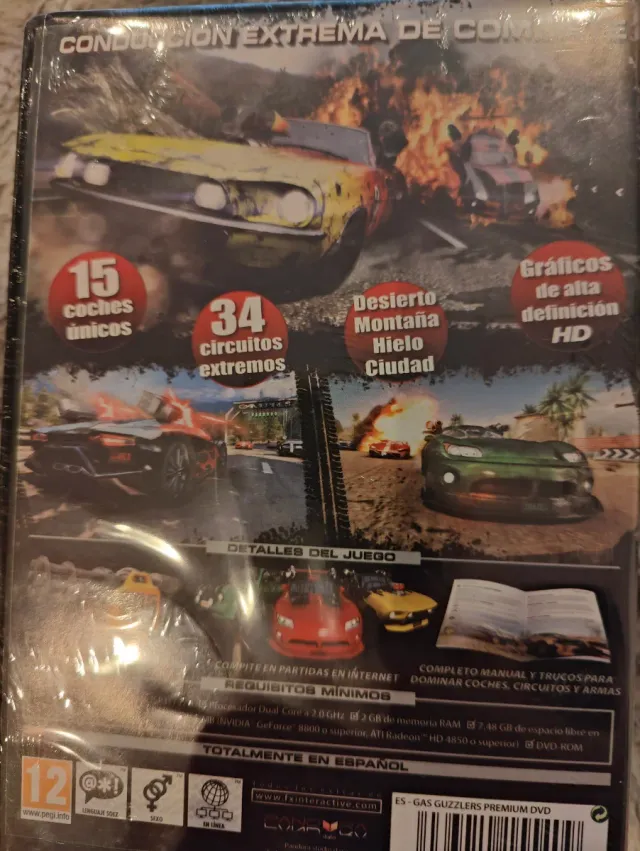 CONDUCCIÓN EXTREMA DE
15
coches
únicos
34
circuitos
extremos
Desierto
Montaña
Hielo
Ciudad
Gráficos
de alta
definición
HD
DETALLES DEL JUEGO
COMPITE EN PARTIDAS EN INTERNET
COMPLETO MANUAL Y TRUCOS PARA
DOMINAR COCHES, CIRCUITOS Y ARMAS
REQUISITOS MÍNIMOS
Procesador Dual Core a 2.0 GHz ☑ 2 GB de memoria RAM ☑ 7.48 GB de espacio libre en
(NVIDIA® GeForce® 8800 o superior, ATI Radeon™ HD 4850 o superior) ☑ DVD-ROM
TOTALMENTE EN ESPAÑOL
12
www.pegi.info
LENGUAJE SOEZ
SEXO
EN LÍNEA
www.fxinteractive.com
ES - GAS GUZZLERS PREMIUM DVD